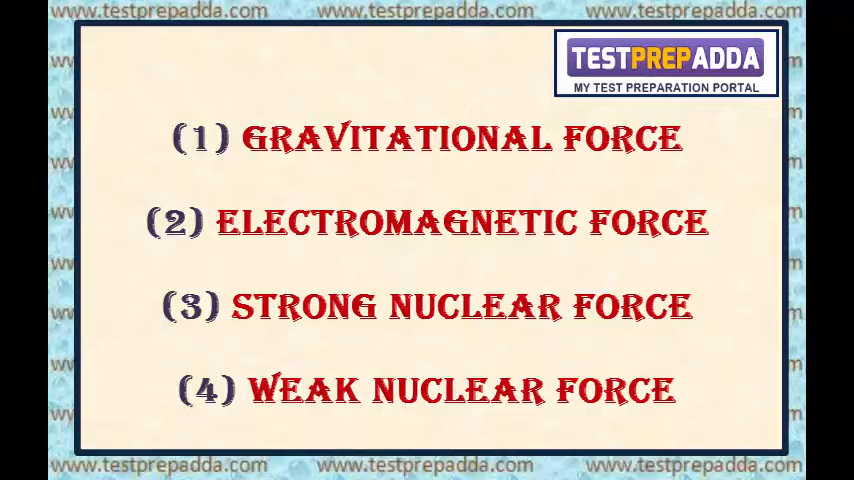 www.testprepadda.com www.testprepadda.com www.testprepadda.com
TESTPREPADDA
MY TEST PREPARATION PORTAL
(1) GRAVITATIONAL FORCE
(2) ELECTROMAGNETIC FORCE
(3) STRONG NUCLEAR FORCE
(4) WEAK NUCLEAR FORCE
www.testprepadda.com www.testprepadda.com www.testprepadda.com